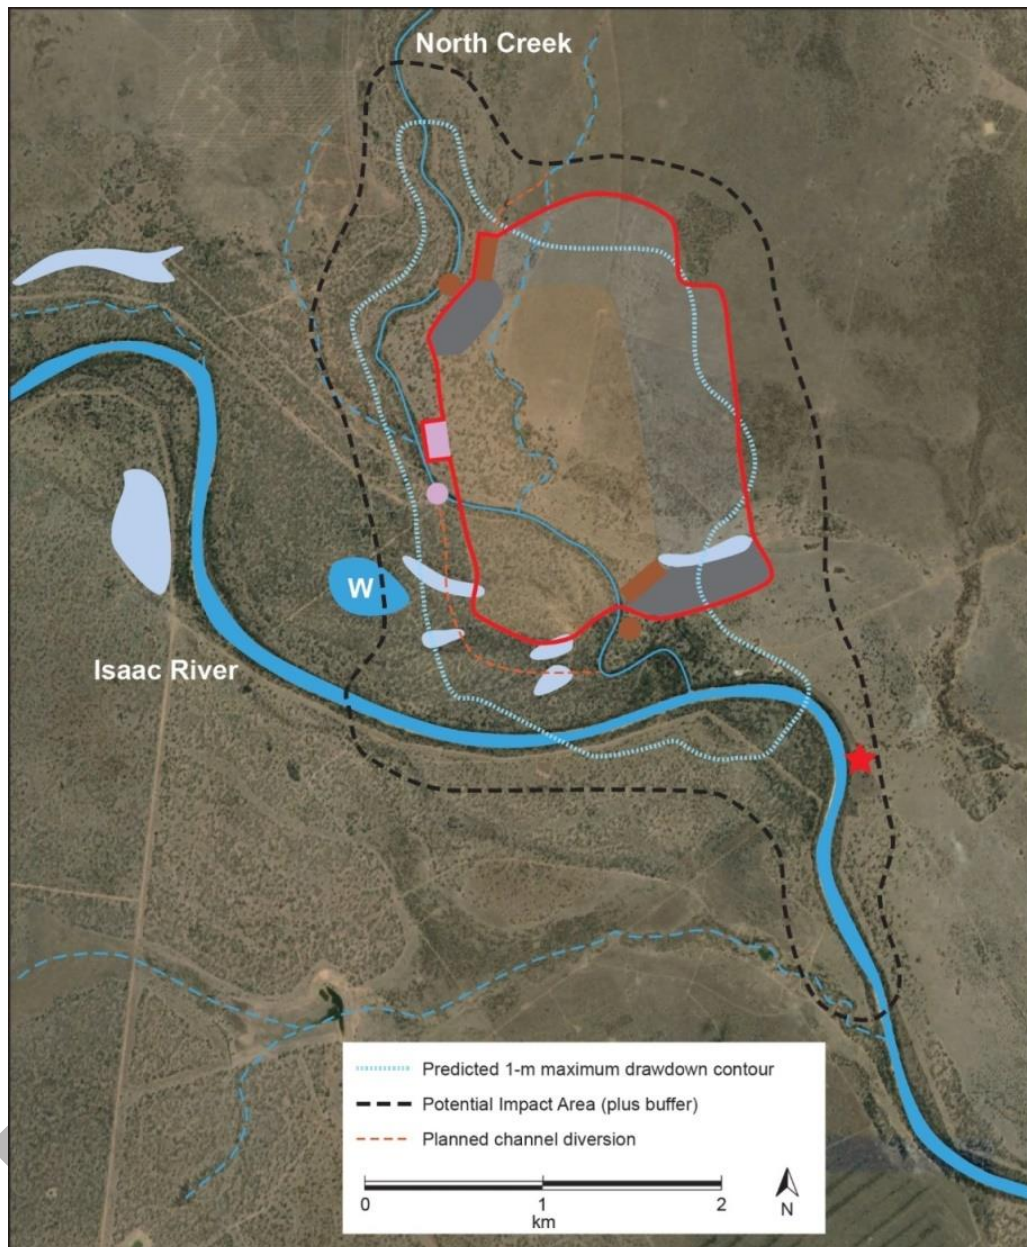 North Creek
W
Isaac River
Predicted 1-m maximum drawdown contour
Potential Impact Area (plus buffer)
Planned channel diversion
0 1 2
km
N